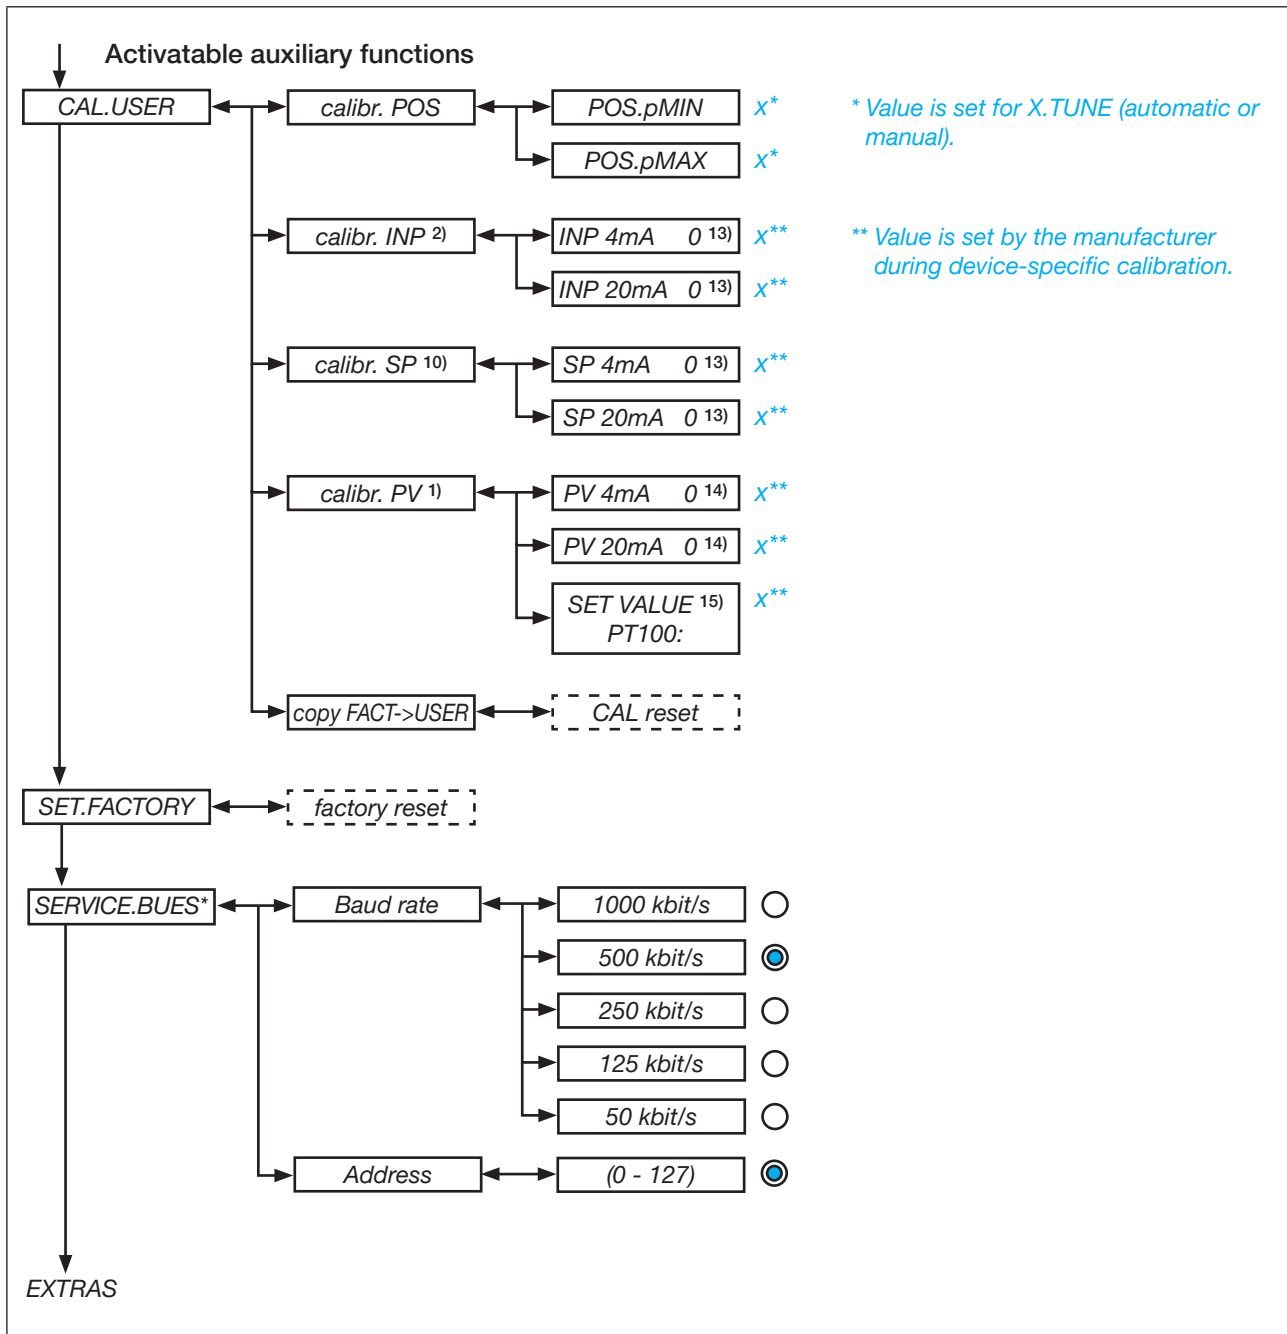 Activatable auxiliary functions
CAL.USER
calibr. POS
POS.pMIN
x*
* Value is set for X.TUNE (automatic or
manual).
POS.pMAX
x*
calibr. INP 2)
INP 4mA 0 13)
x**
** Value is set by the manufacturer
during device-specific calibration.
INP 20mA 0 13)
x**
calibr. SP 10)
SP 4mA 0 13)
x**
SP 20mA 0 13)
x**
calibr. PV 1)
PV 4mA 0 14)
x**
PV 20mA 0 14)
x**
SET VALUE 15)
PT100:
x**
copy FACT->USER
CAL reset
SET.FACTORY
factory reset
SERVICE.BUES*
Baud rate
1000 kbit/s
500 kbit/s
250 kbit/s
125 kbit/s
50 kbit/s
Address
(0 - 127)
EXTRAS